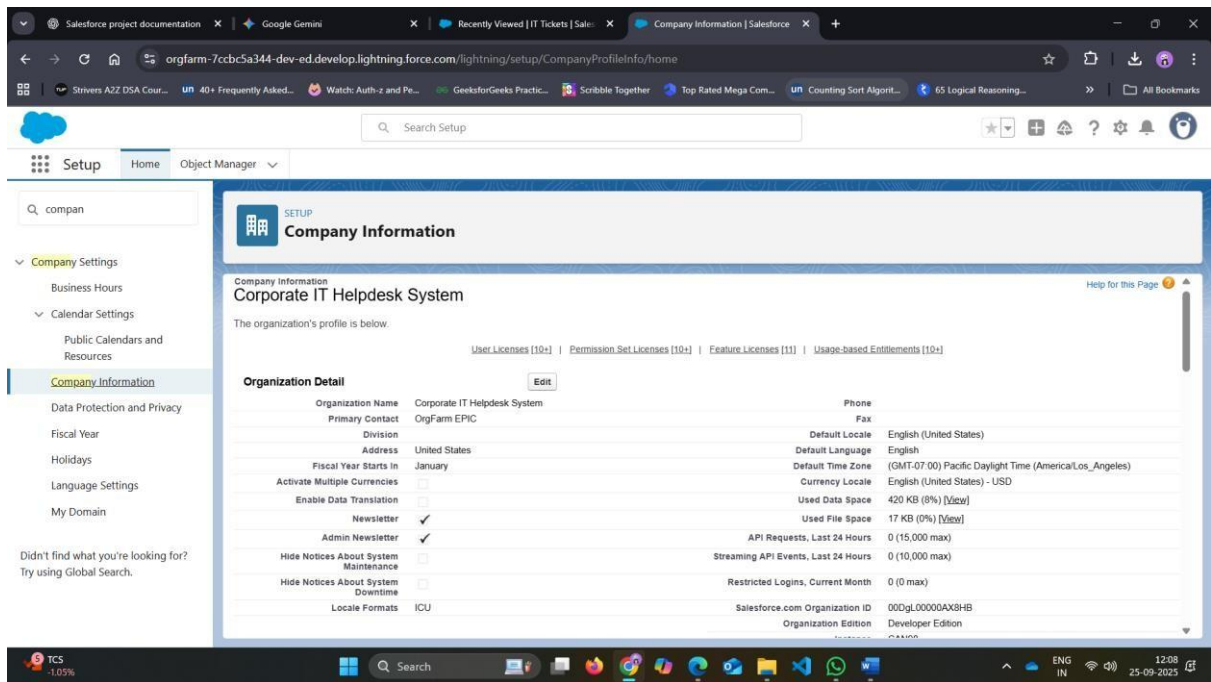 Salesforce project documentation
Google Gemini
Recently Viewed | IT Tickets | Sales
Company Information | Salesforce
orgfarm-7ccbc5a344-dev-ed.develop.lightning.force.com/lightning/setup/CompanyProfileInfo/home
Strivers A2Z DSA Cour...
un 40+ Frequently Asked...
Watch: Auth-z and Pe...
GeeksforGeeks Practic...
Scribble Together
Top Rated Mega Com...
un Counting Sort Algorit...
65 Logical Reasoning...
»
All Bookmarks
Search Setup
Setup
Home
Object Manager
compan
Company Settings
Business Hours
Calendar Settings
Public Calendars and
Resources
Company Information
Data Protection and Privacy
Fiscal Year
Holidays
Language Settings
My Domain
Didn't find what you're looking for?
Try using Global Search.
SETUP
Company Information
Company Information
Corporate IT Helpdesk System
Help for this Page
The organization's profile is below.
User Licenses [10+] | Permission Set Licenses [10+] | Feature Licenses [11] | Usage-based Entitlements [10+]
Organization Detail
Edit
Organization Name Corporate IT Helpdesk System
Phone
Primary Contact OrgFarm EPIC
Fax
Division
Default Locale English (United States)
Address United States
Default Language English
Fiscal Year Starts In January
Default Time Zone (GMT-07:00) Pacific Daylight Time (America/Los_Angeles)
Activate Multiple Currencies
Currency Locale English (United States) - USD
Enable Data Translation
Used Data Space 420 KB (8%) [View]
Newsletter
Used File Space 17 KB (0%) [View]
Admin Newsletter
API Requests, Last 24 Hours 0 (15,000 max)
Hide Notices About System
Maintenance
Streaming API Events, Last 24 Hours 0 (10,000 max)
Hide Notices About System
Downtime
Restricted Logins, Current Month 0 (0 max)
Locale Formats ICU
Salesforce.com Organization ID 00DgL00000AX8HB
Organization Edition Developer Edition
5
TCS
-1.05%
Search
ENG
IN
12:08
25-09-2025